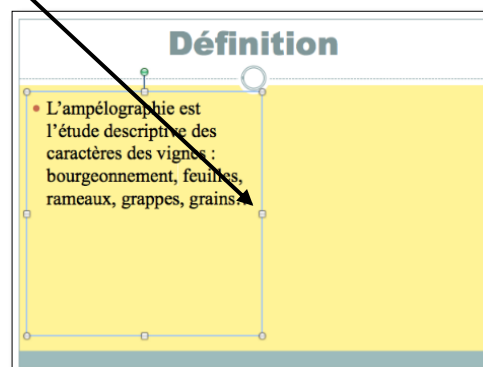 Définition
• L'ampélographie est
l'étude descriptive des
caractères des vignes :
bourgeonnement, feuilles,
rameaux, grappes, grains…